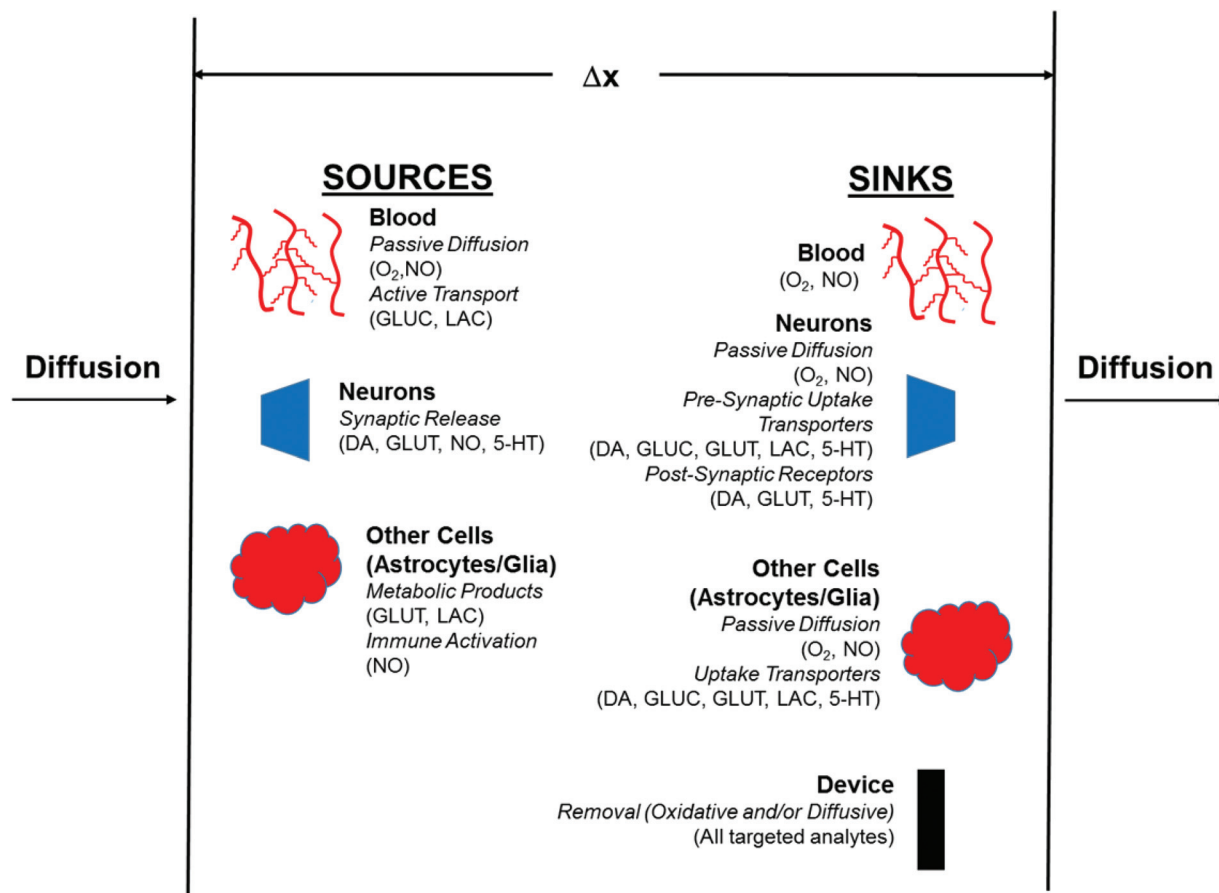 Δx
SOURCES
Blood
Passive Diffusion
(O₂,NO)
Active Transport
(GLUC, LAC)
Neurons
Synaptic Release
(DA, GLUT, NO, 5-HT)
Other Cells
(Astrocytes/Glia)
Metabolic Products
(GLUT, LAC)
Immune Activation
(NO)
SINKS
Blood
(O₂, NO)
Neurons
Passive Diffusion
(O₂, NO)
Pre-Synaptic Uptake
Transporters
(DA, GLUC, GLUT, LAC, 5-HT)
Post-Synaptic Receptors
(DA, GLUT, 5-HT)
Other Cells
(Astrocytes/Glia)
Passive Diffusion
(O₂, NO)
Uptake Transporters
(DA, GLUC, GLUT, LAC, 5-HT)
Device
Removal (Oxidative and/or Diffusive)
(All targeted analytes)
Diffusion
Diffusion